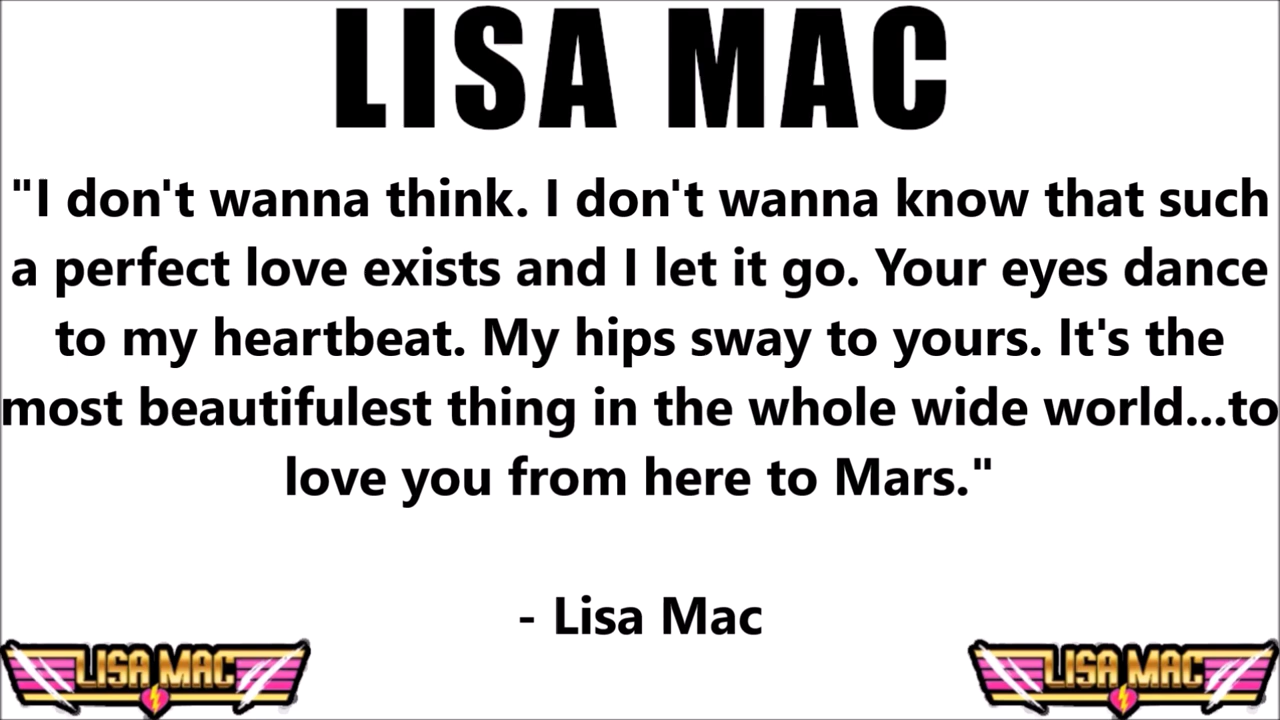 LISA MAC
"I don't wanna think. I don't wanna know that such
a perfect love exists and I let it go. Your eyes dance
to my heartbeat. My hips sway to yours. It's the
most beautifulest thing in the whole wide world...to
love you from here to Mars."
- Lisa Mac
LISA MAC
LISA MAC